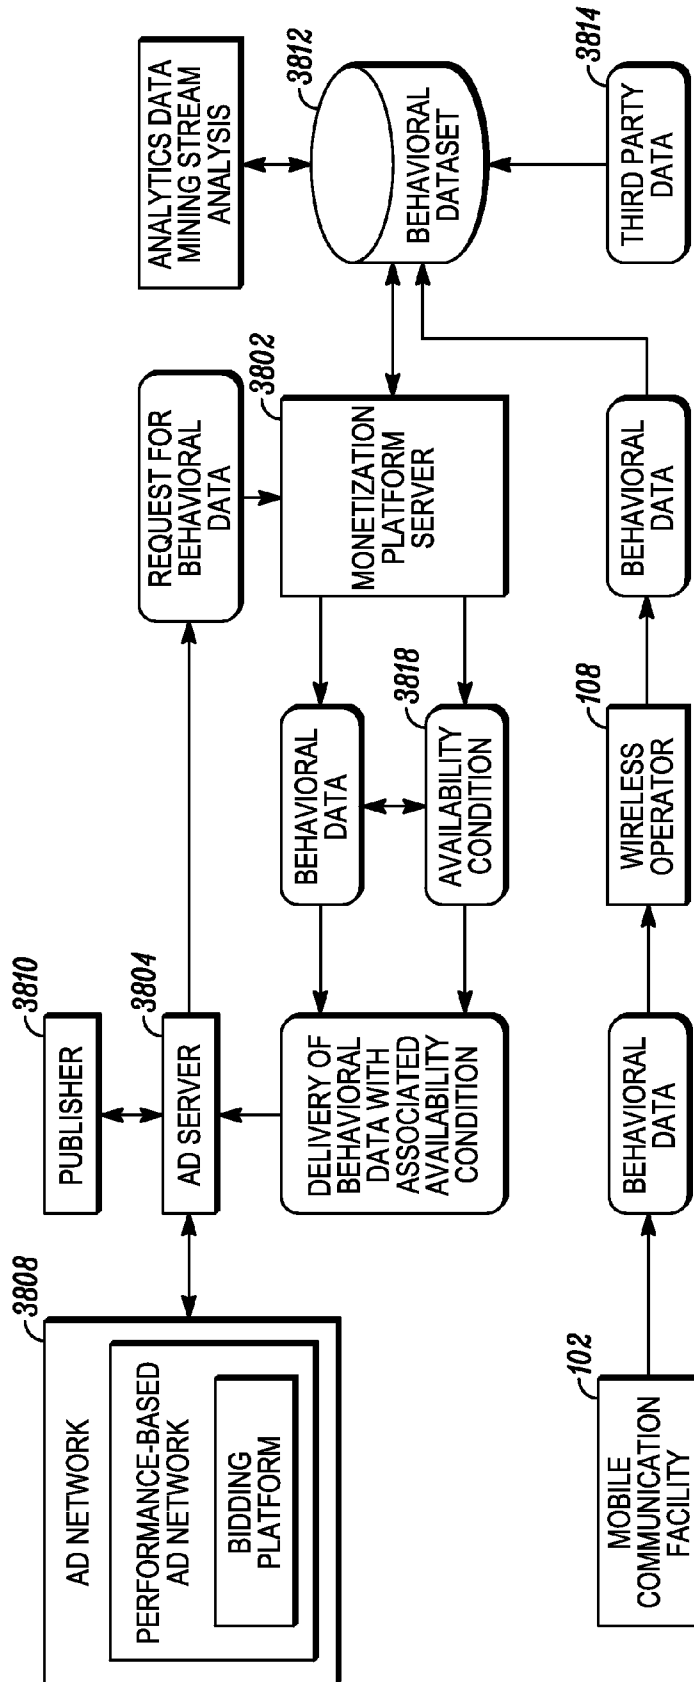 3808
AD NETWORK
PERFORMANCE-BASED
AD NETWORK
BIDDING
PLATFORM
3810
PUBLISHER
3804
AD SERVER
DELIVERY OF
BEHAVIORAL
DATA WITH
ASSOCIATED
AVAILABILITY
CONDITION
REQUEST FOR
BEHAVIORAL
DATA
BEHAVIORAL
DATA
3818
AVAILABILITY
CONDITION
3802
MONETIZATION
PLATFORM
SERVER
ANALYTICS DATA
MINING STREAM
ANALYSIS
3812
BEHAVIORAL
DATASET
3814
THIRD PARTY
DATA
102
MOBILE
COMMUNICATION
FACILITY
BEHAVIORAL
DATA
108
WIRELESS
OPERATOR
BEHAVIORAL
DATA